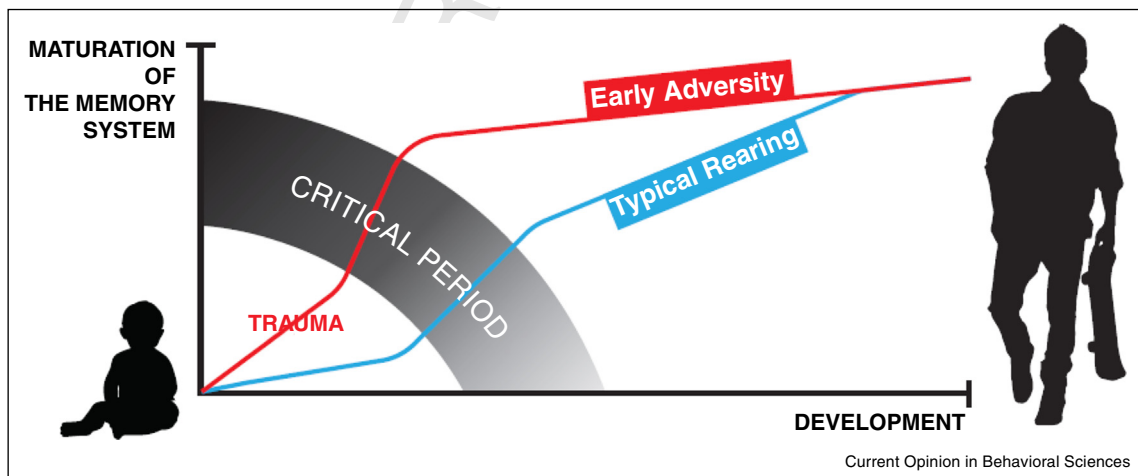 MATURATION
OF
THE MEMORY
SYSTEM
Early Adversity
Typical Rearing
CRITICAL PERIOD
TRAUMA
DEVELOPMENT
Current Opinion in Behavioral Sciences